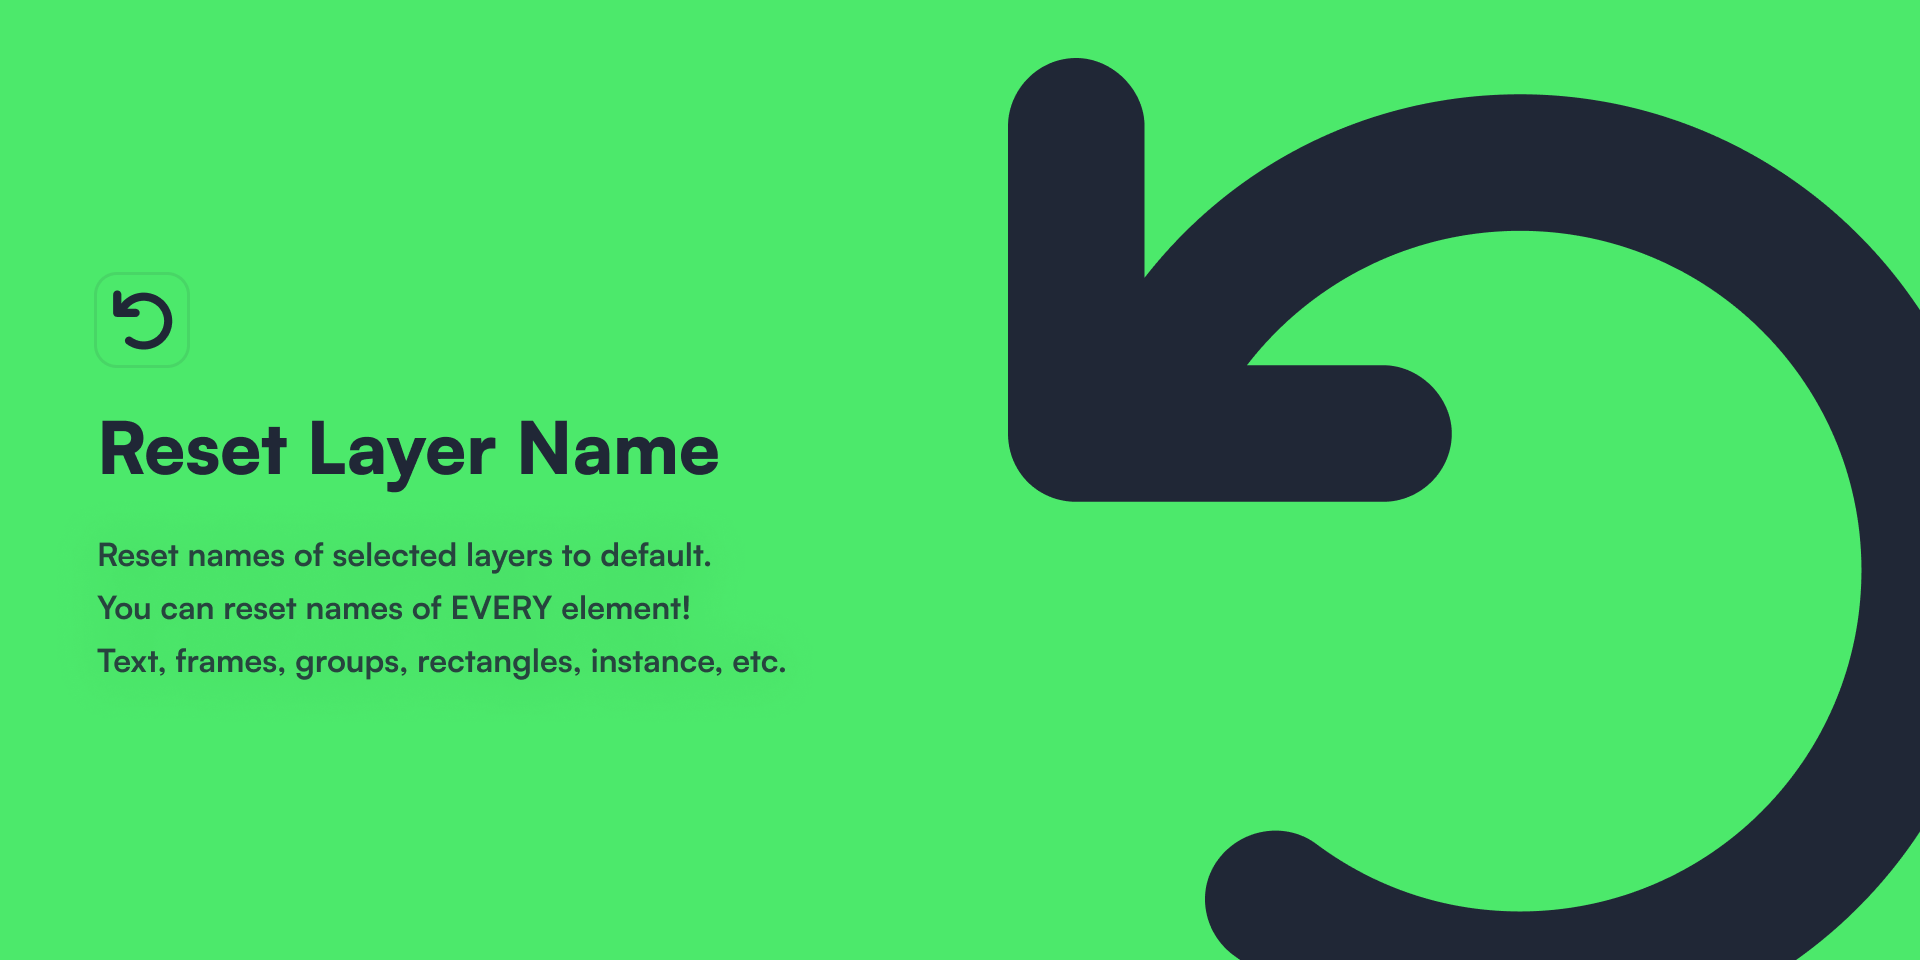 Reset Layer Name
Reset names of selected layers to default.
You can reset names of EVERY element!
Text, frames, groups, rectangles, instance, etc.